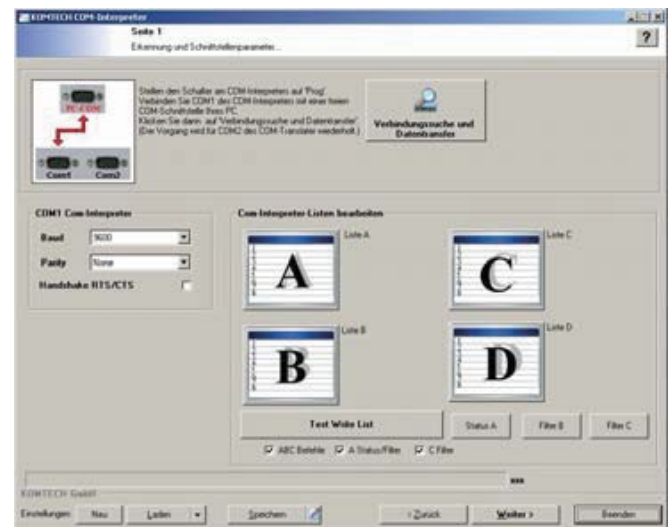 KOMTECH COM-Interpreter
Seite 1
Erkennung und Schnittstellenparameter...
?
PC-COM
Com1 Com2
Stellen den Schalter am COM-Interpreters auf 'Prog'.
Verbinden Sie COM1 des COM-Interpreters mit einer freien
COM-Schnittstelle Ihres PC.
Klicken Sie dann auf 'Verbindungssuche und Datentransfer'.
(Der Vorgang wird für COM2 des COM-Translater wiederholt.)
Verbindungssuche und
Datentransfer
COM1 Com-Interpreter
Baud 9600
Parity None
Handshake RTS/CTS
Com-Interpreter-Listen bearbeiten
A
Liste A
C
Liste C
B
Liste B
D
Liste D
Test Write List
Status A
Filter B
Filter C
ABC Befehle
A Status/Filter
C Filter
KOMTECH GmbH
Einstellungen:
Neu
Laden
Speichern
< Zurück
Weiter >
Beenden